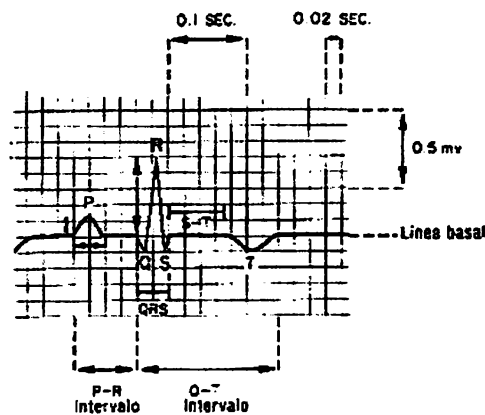 0.1 SEC.
0.02 SEC.
R
0.5 mv
P
S-T
Linea basal
Q S
T
QRS
P-R
Intervalo
Q-T
Intervalo